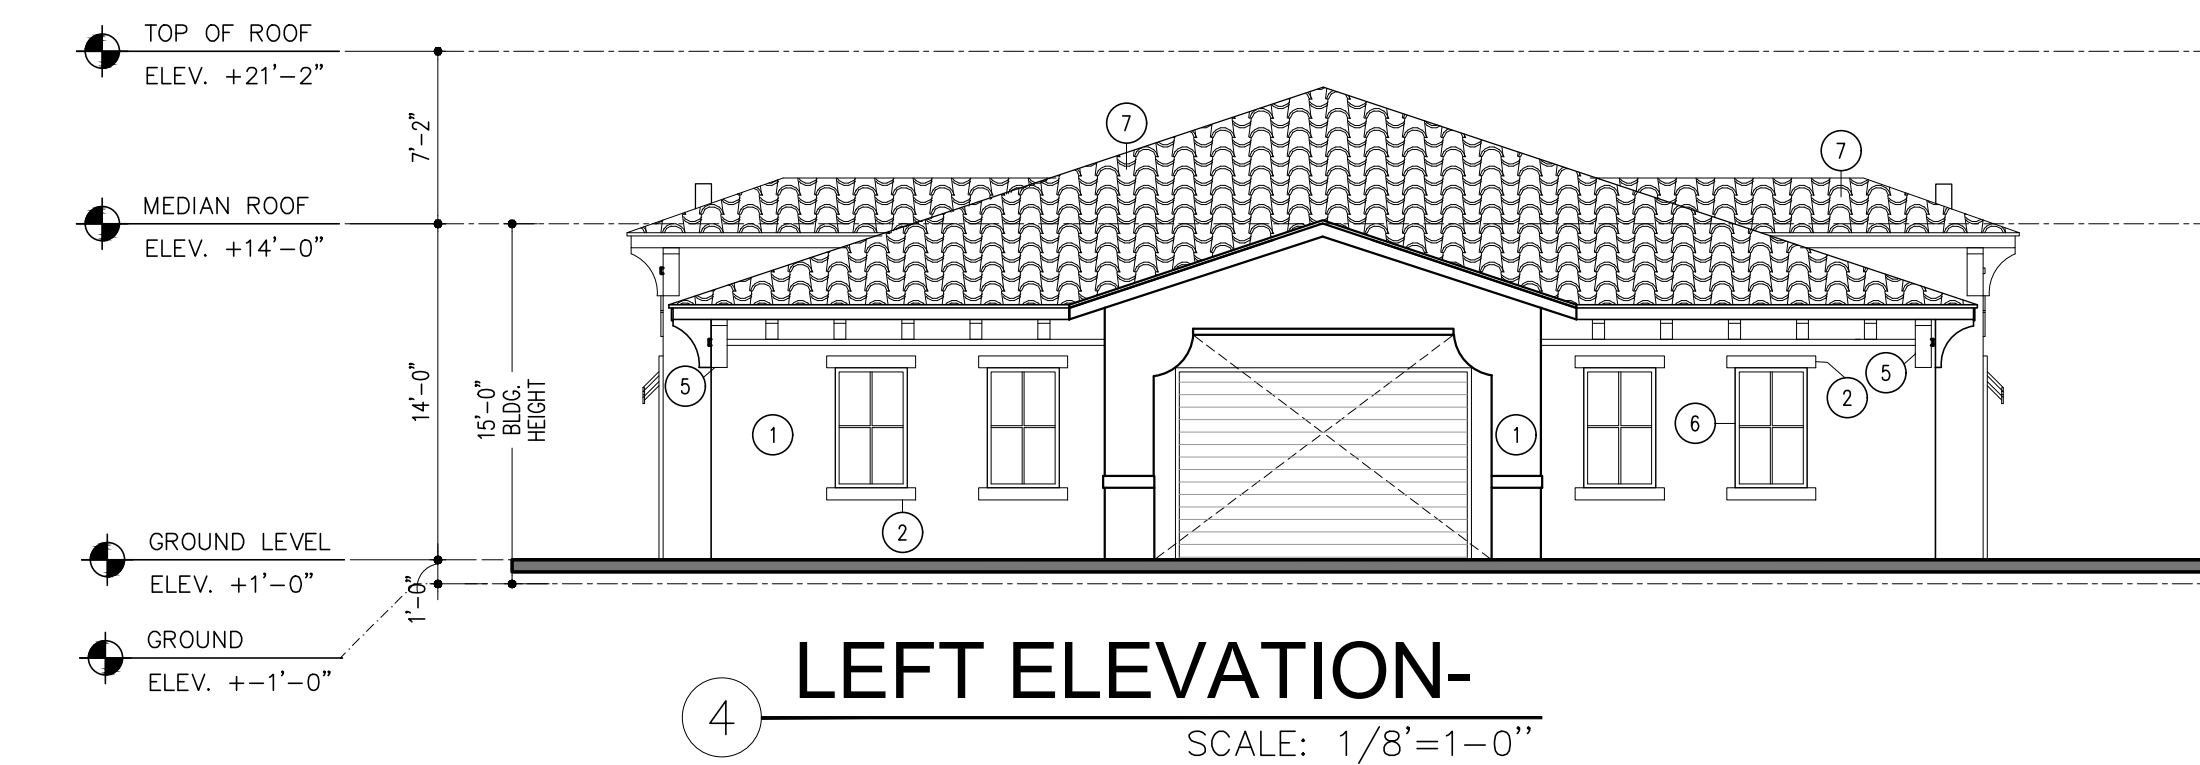 TOP OF ROOF
ELEV. +21'-2"
7'-2"
7
7
MEDIAN ROOF
ELEV. +14'-0"
14'-0"
15'-0"
BLDG.
HEIGHT
5
5
2
1
6
1
2
GROUND LEVEL
ELEV. +1'-0"
1'-0"
GROUND
ELEV. +-1'-0"
4
LEFT ELEVATION-
SCALE: 1/8'=1-0''